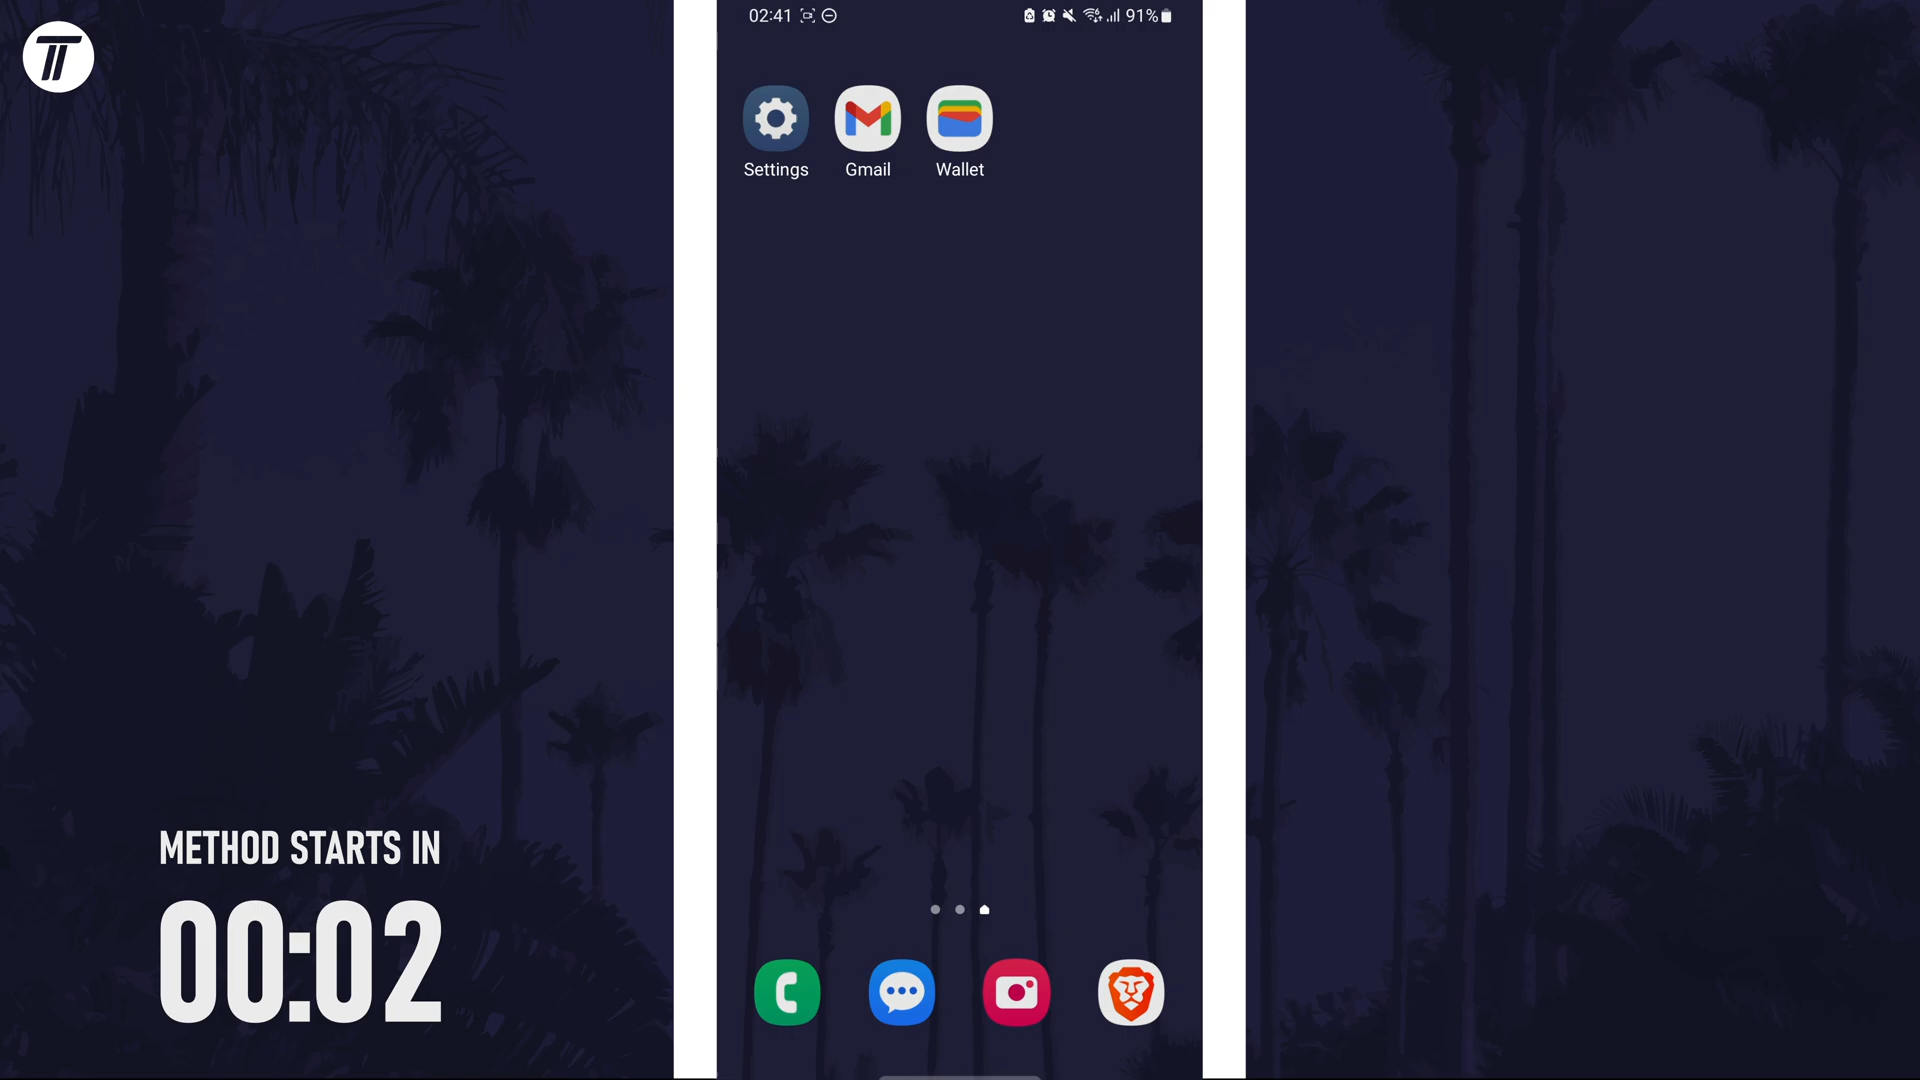 02:41
91%
Settings
Gmail
Wallet
METHOD STARTS IN
00:02